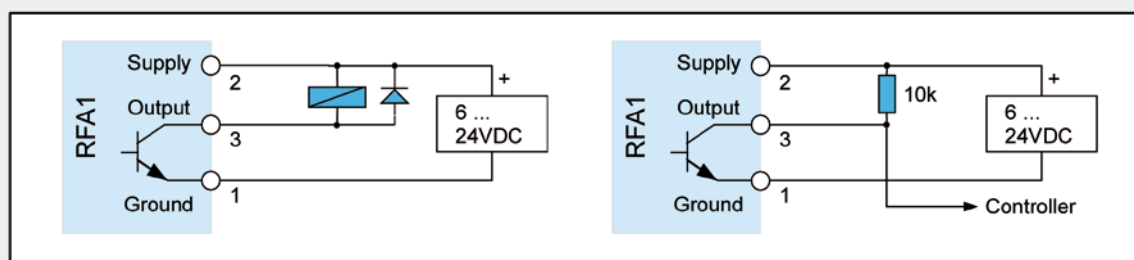 Supply
2
+
Output
3
6 ...
24VDC
RFA1
1
Ground
Supply
2
+
10k
Output
3
6 ...
24VDC
RFA1
1
Ground
Controller